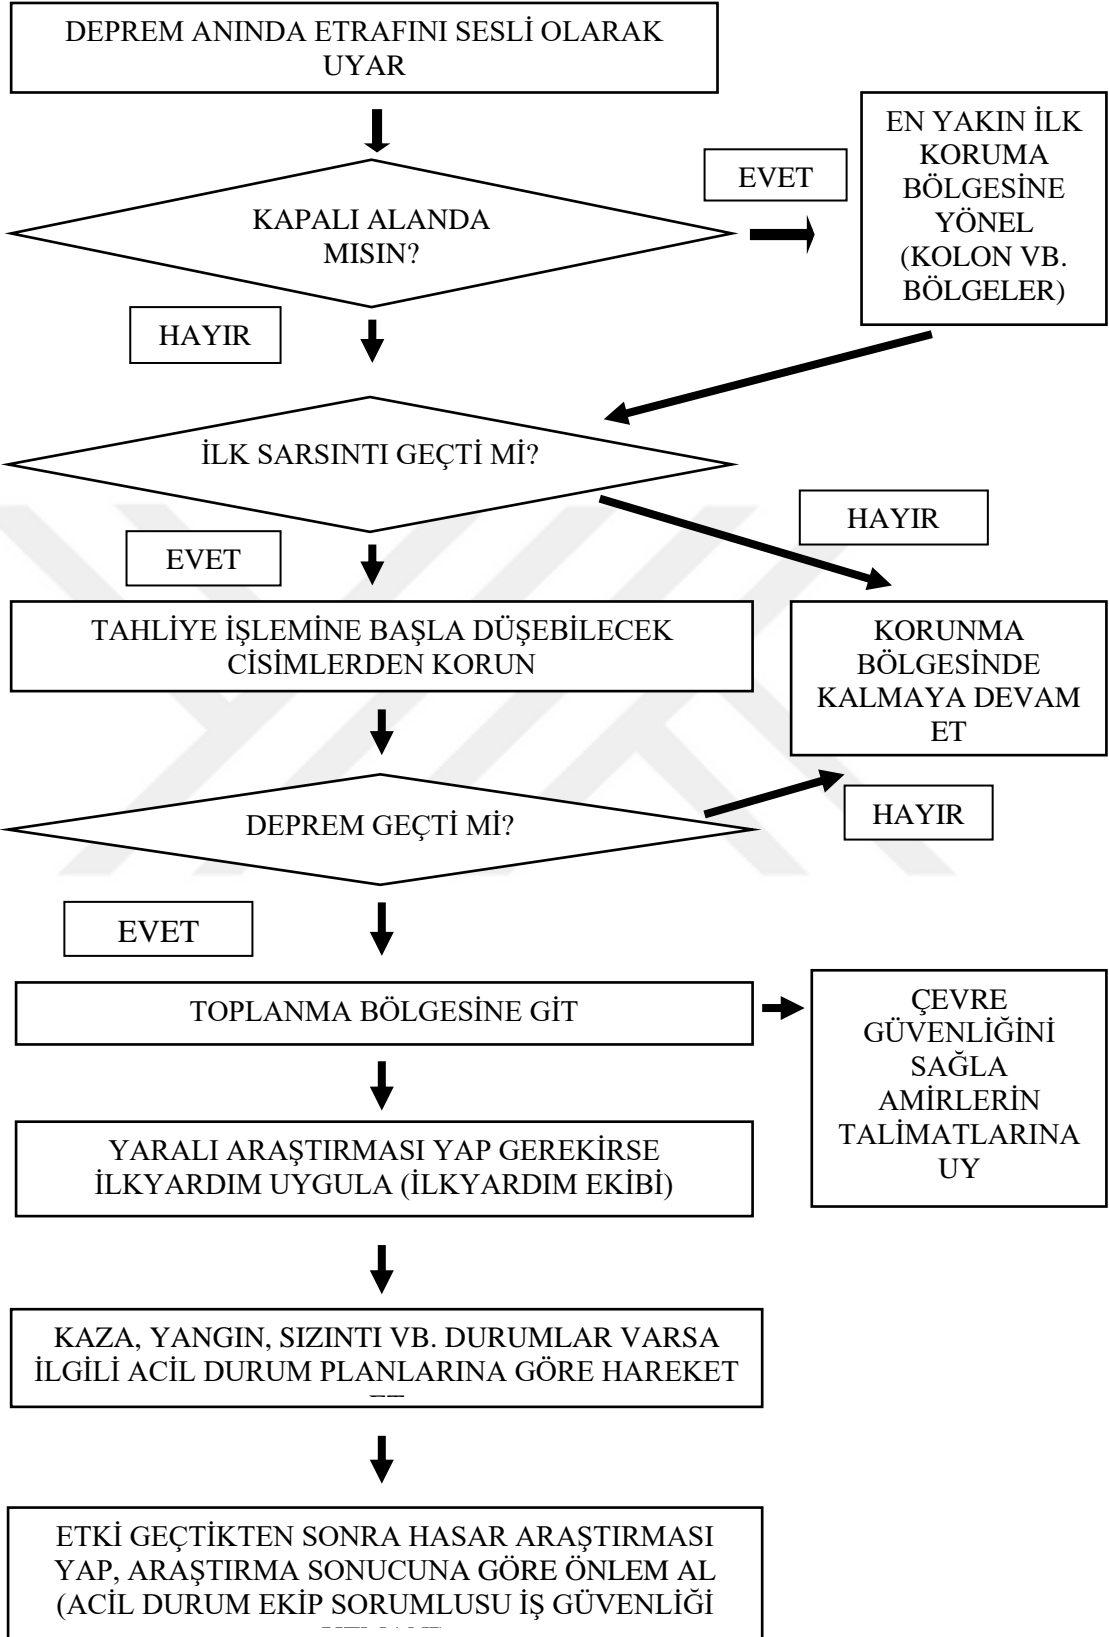 DEPREM ANINDA ETRAFINI SESLİ OLARAK
UYAR
EN YAKIN İLK
KORUMA
BÖLGESİNE
YÖNEL
(KOLON VB.
BÖLGELER)
EVET
KAPALI ALANDA
MISIN?
HAYIR
İLK SARSINTI GEÇTİ Mİ?
HAYIR
EVET
TAHLİYE İŞLEMİNE BAŞLA DÜŞEBİLECEK
CİSİMLERDEN KORUN
KORUNMA
BÖLGESİNDE
KALMAYA DEVAM
ET
DEPREM GEÇTİ Mİ?
HAYIR
EVET
TOPLANMA BÖLGESİNE GİT
ÇEVRE
GÜVENLİĞİNİ
SAĞLA
AMİRLERİN
TALİMATLARINA
UY
YARALI ARAŞTIRMASI YAP GEREKİRSE
İLKYARDIM UYGULA (İLKYARDIM EKİBİ)
KAZA, YANGIN, SIZINTI VB. DURUMLAR VARSA
İLGİLİ ACİL DURUM PLANLARINA GÖRE HAREKET
ETKİ GEÇTİKTEN SONRA HASAR ARAŞTIRMASI
YAP, ARAŞTIRMA SONUCUNA GÖRE ÖNLEM AL
(ACİL DURUM EKİP SORUMLUSU İŞ GÜVENLİĞİ